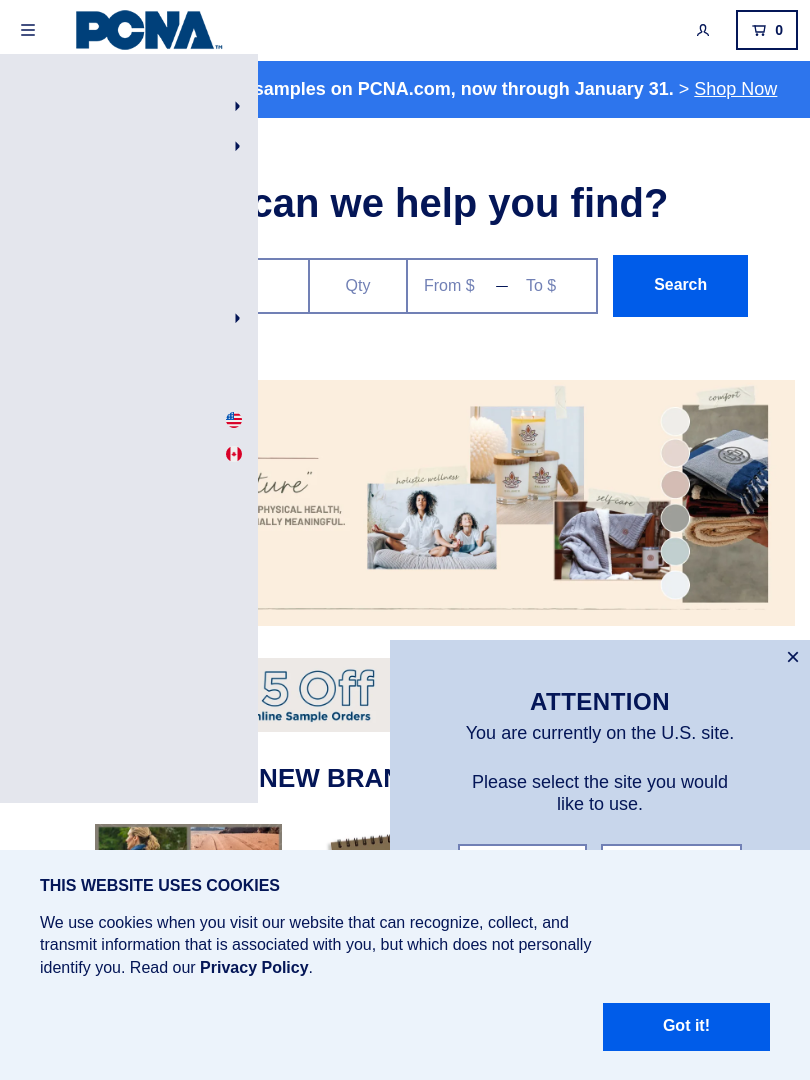 PCNA™
0
samples on PCNA.com, now through January 31. > Shop Now
can we help you find?
Qty
From $ — To $
Search
comfort
holistic wellness
self care
PHYSICAL HEALTH,
5 Off
Online Sample Orders
NEW BRAN
×
ATTENTION
You are currently on the U.S. site.
Please select the site you would
like to use.
THIS WEBSITE USES COOKIES
We use cookies when you visit our website that can recognize, collect, and
transmit information that is associated with you, but which does not personally
identify you. Read our Privacy Policy.
Got it!